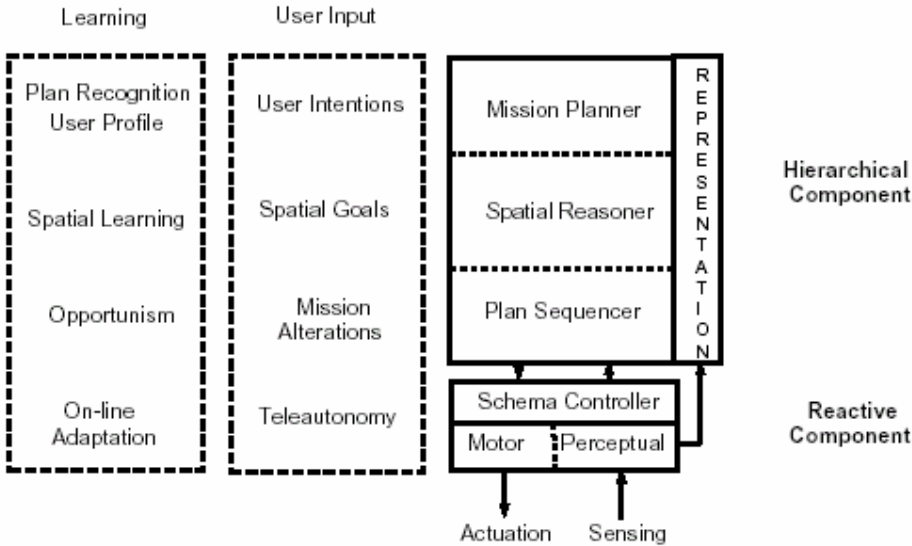 Learning
User Input
Plan Recognition
User Profile
User Intentions
Mission Planner
Spatial Learning
Spatial Goals
Spatial Reasoner
Opportunism
Mission
Alterations
Plan Sequencer
REPRESENTATION
Hierarchical
Component
On-line
Adaptation
Teleautonomy
Schema Controller
Motor
Perceptual
Reactive
Component
Actuation
Sensing